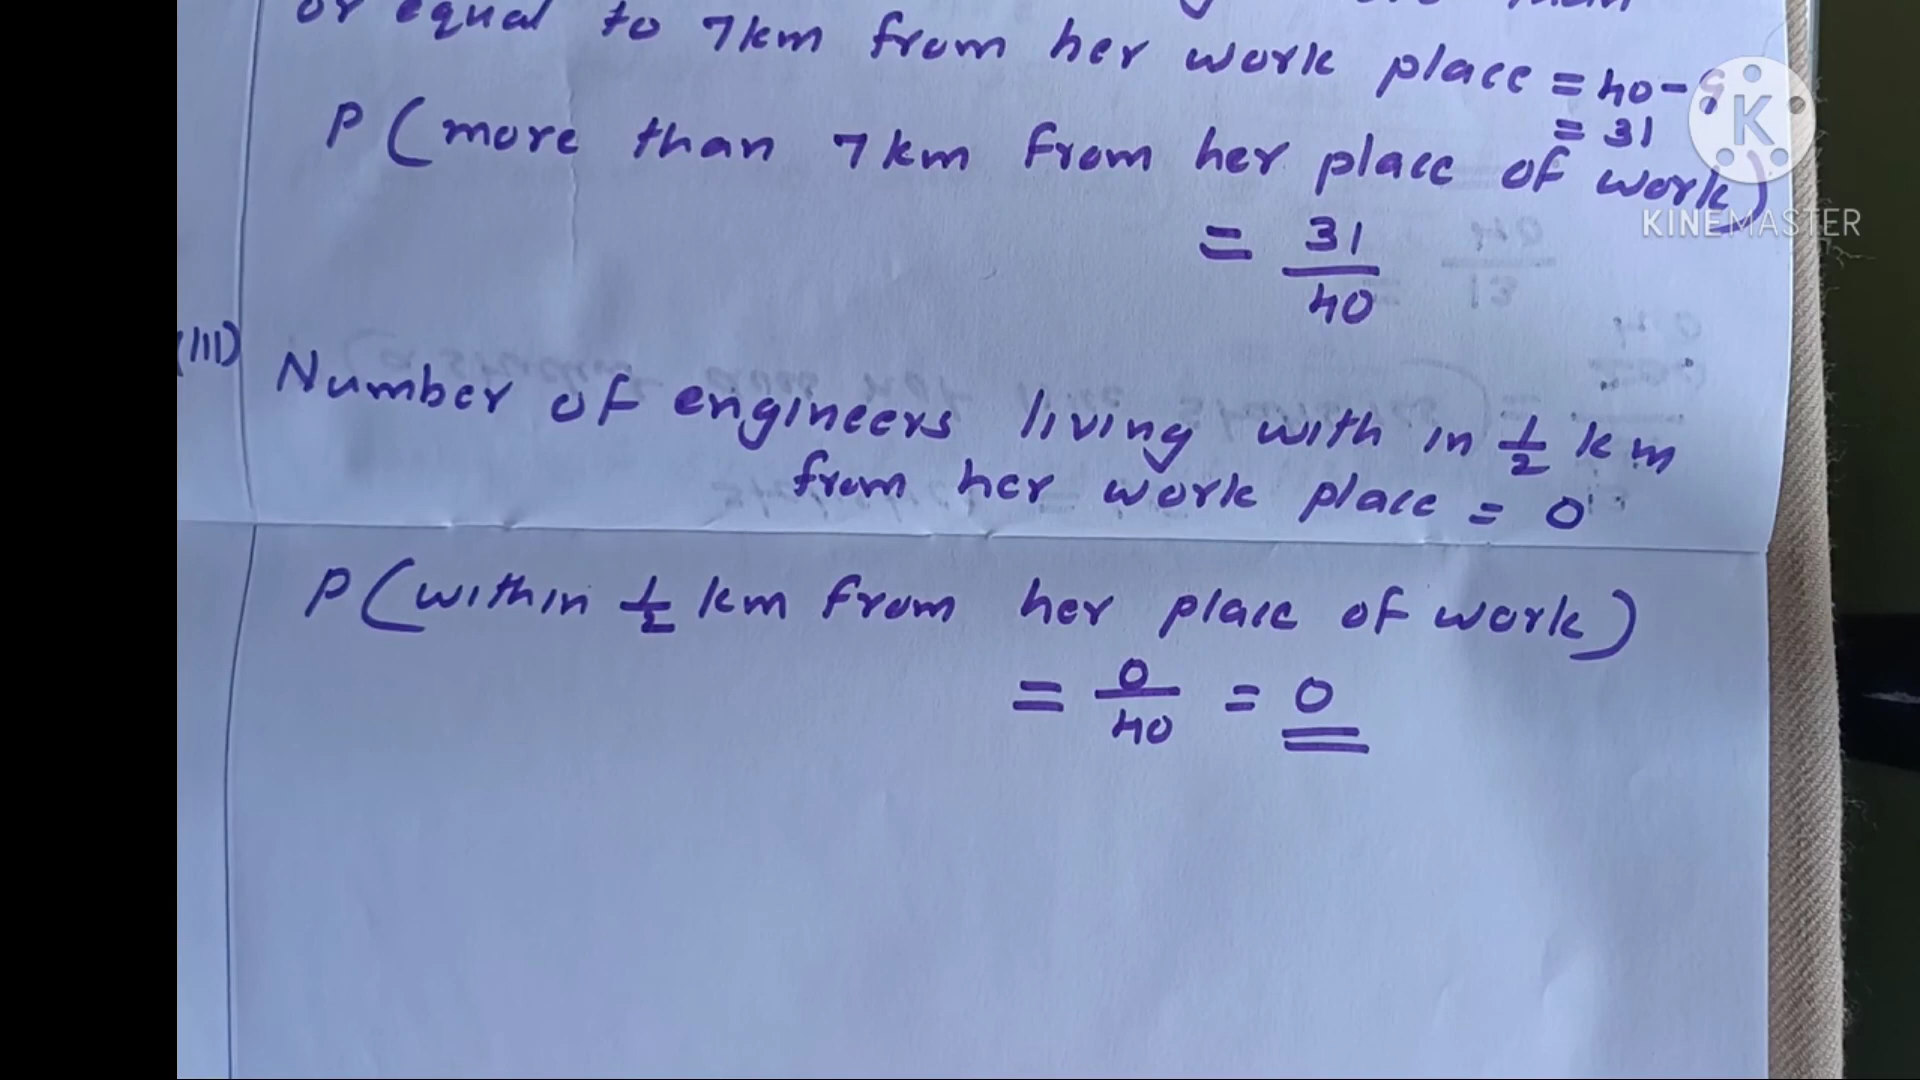 or equal to 7km from her work place = 40-9
= 31
P (more than 7km from her place of work)
= 31/40
(III) Number of engineers living with in 1/2 km
from her work place = 0
P (within 1/2 km from her place of work)
= 0/40 = 0
K
KINEMASTER